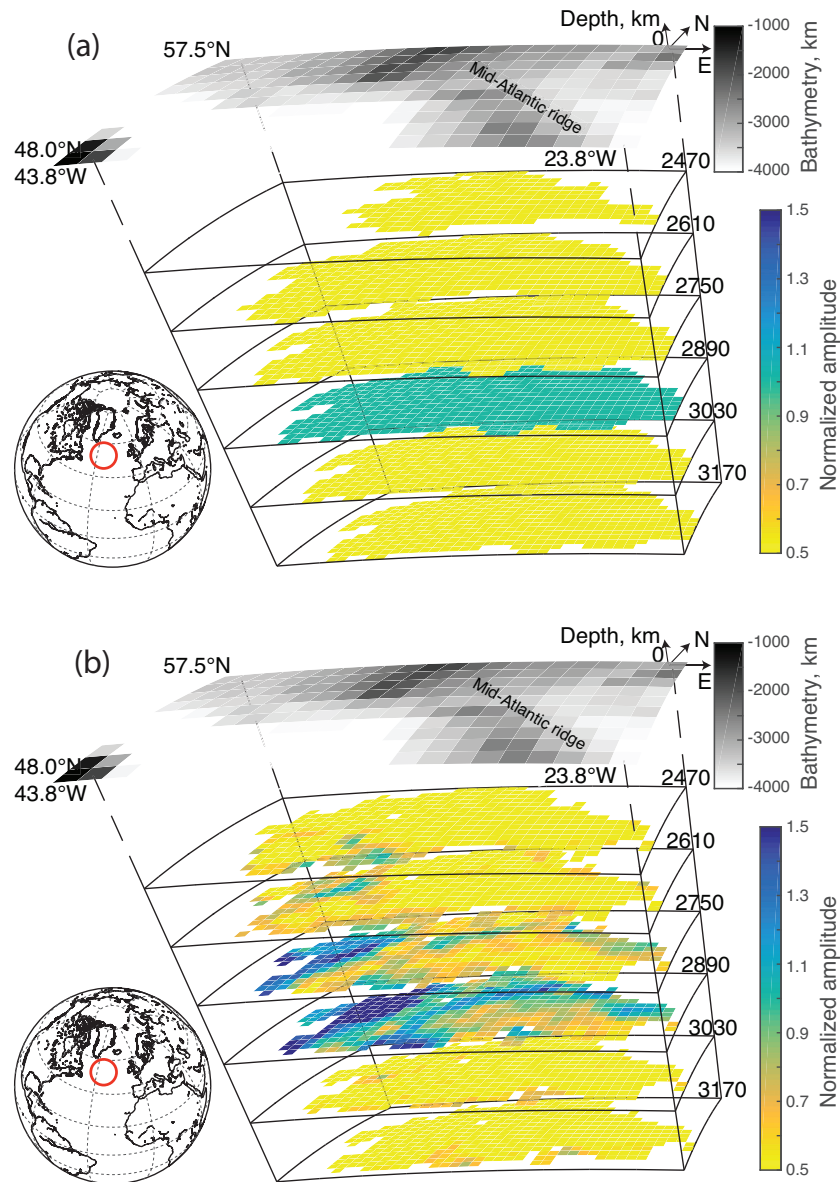 (a)
Depth, km
N
0
E
57.5°N
Mid-Atlantic ridge
48.0°N
43.8°W
23.8°W
-1000
-2000
-3000
-4000
Bathymetry, km
2470
2610
2750
2890
3030
3170
1.5
1.3
1.1
0.9
0.7
0.5
Normalized amplitude
(b)
Depth, km
N
0
E
57.5°N
Mid-Atlantic ridge
48.0°N
43.8°W
23.8°W
-1000
-2000
-3000
-4000
Bathymetry, km
2470
2610
2750
2890
3030
3170
1.5
1.3
1.1
0.9
0.7
0.5
Normalized amplitude